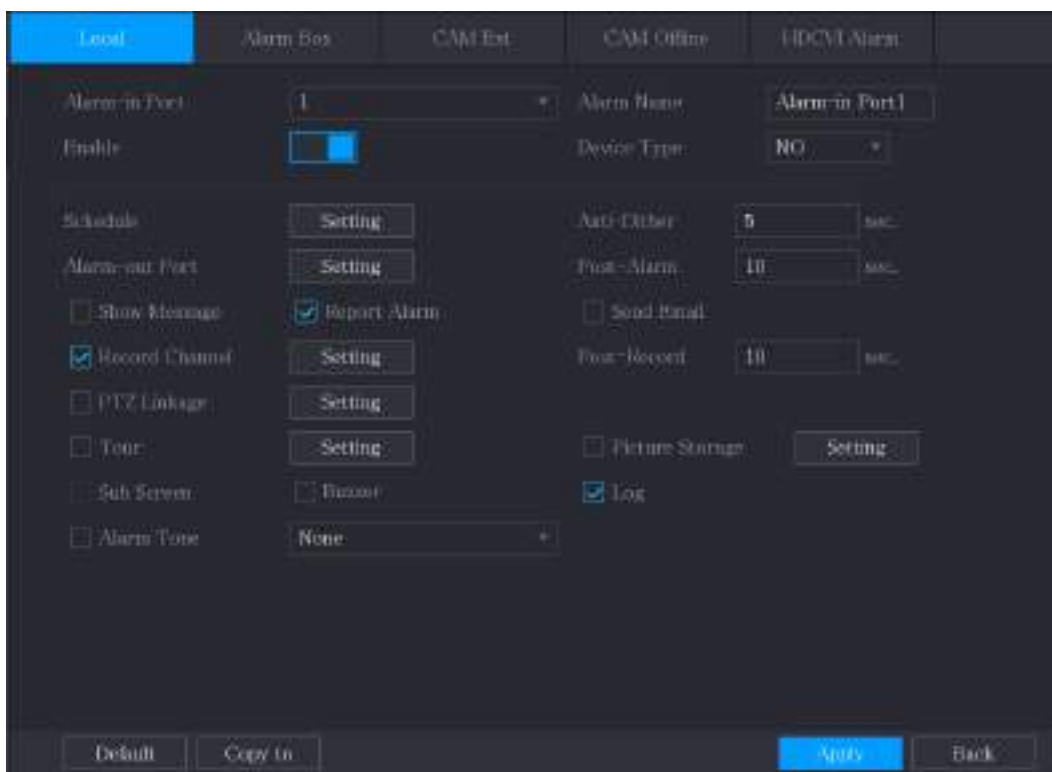 Local Alarm Box CAM Ext CAM Offline HDCVI Alarm
Alarm-in Port 1 Alarm Name Alarm-in Port1
Enable Device Type NO
Schedule Setting Anti-Dither 5 sec.
Alarm-out Port Setting Post-Alarm 10 sec.
Show Message Report Alarm Send Email
Record Channel Setting Post-Record 10 sec.
PTZ Linkage Setting
Tour Setting Picture Storage Setting
Sub Screen Buzzer Log
Alarm Tone None
Default Copy to Apply Back